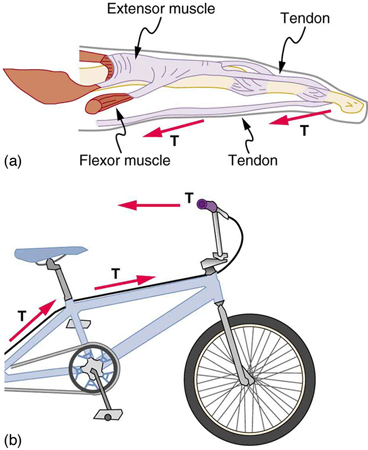 Extensor muscle
Tendon
T
T
Flexor muscle
Tendon
(a)
T
T
T
(b)